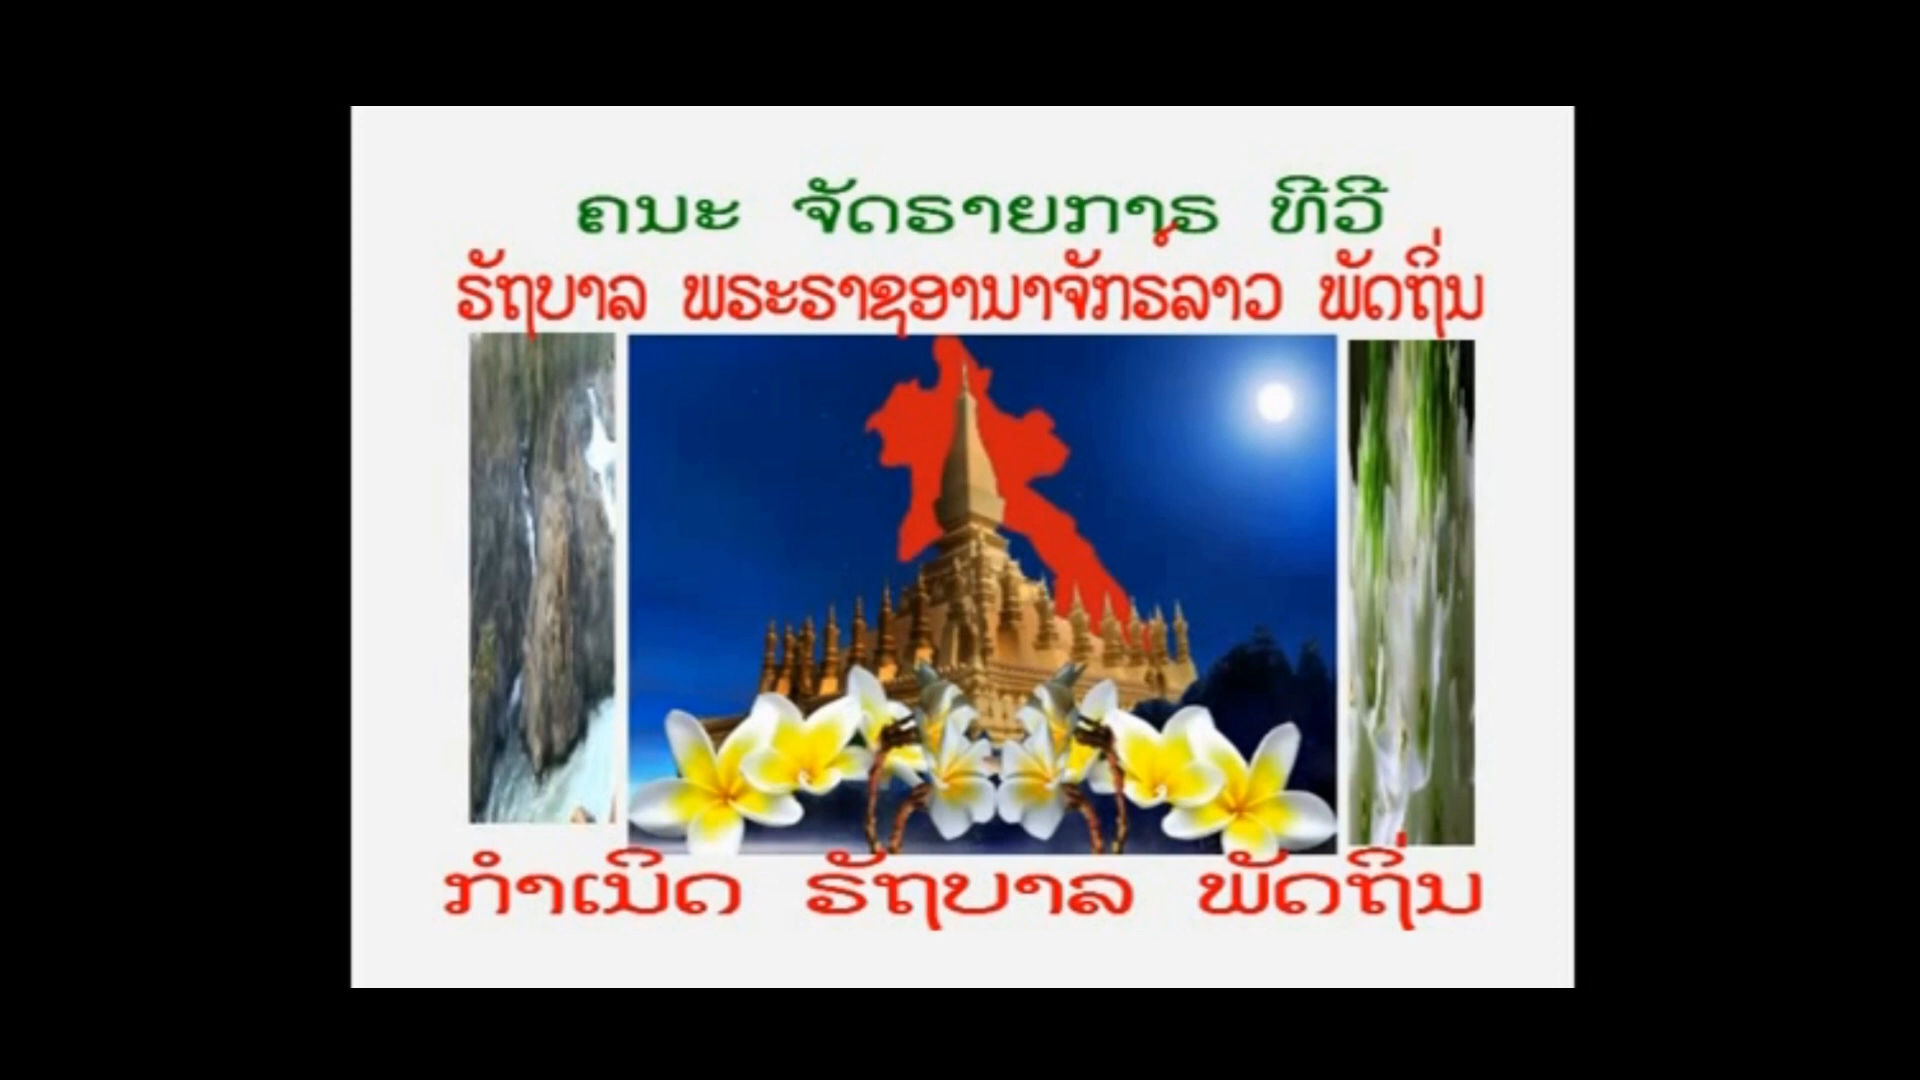 ຄນະ ຈັດຣາຍການ ທີວີ
ຣັຖບາລ ພຣະຣາຊອານາຈັກຣ໌ລາວ ພັດຖິ່ນ
ກຳເນີດ ຣັຖບາລ ພັດຖິ່ນ